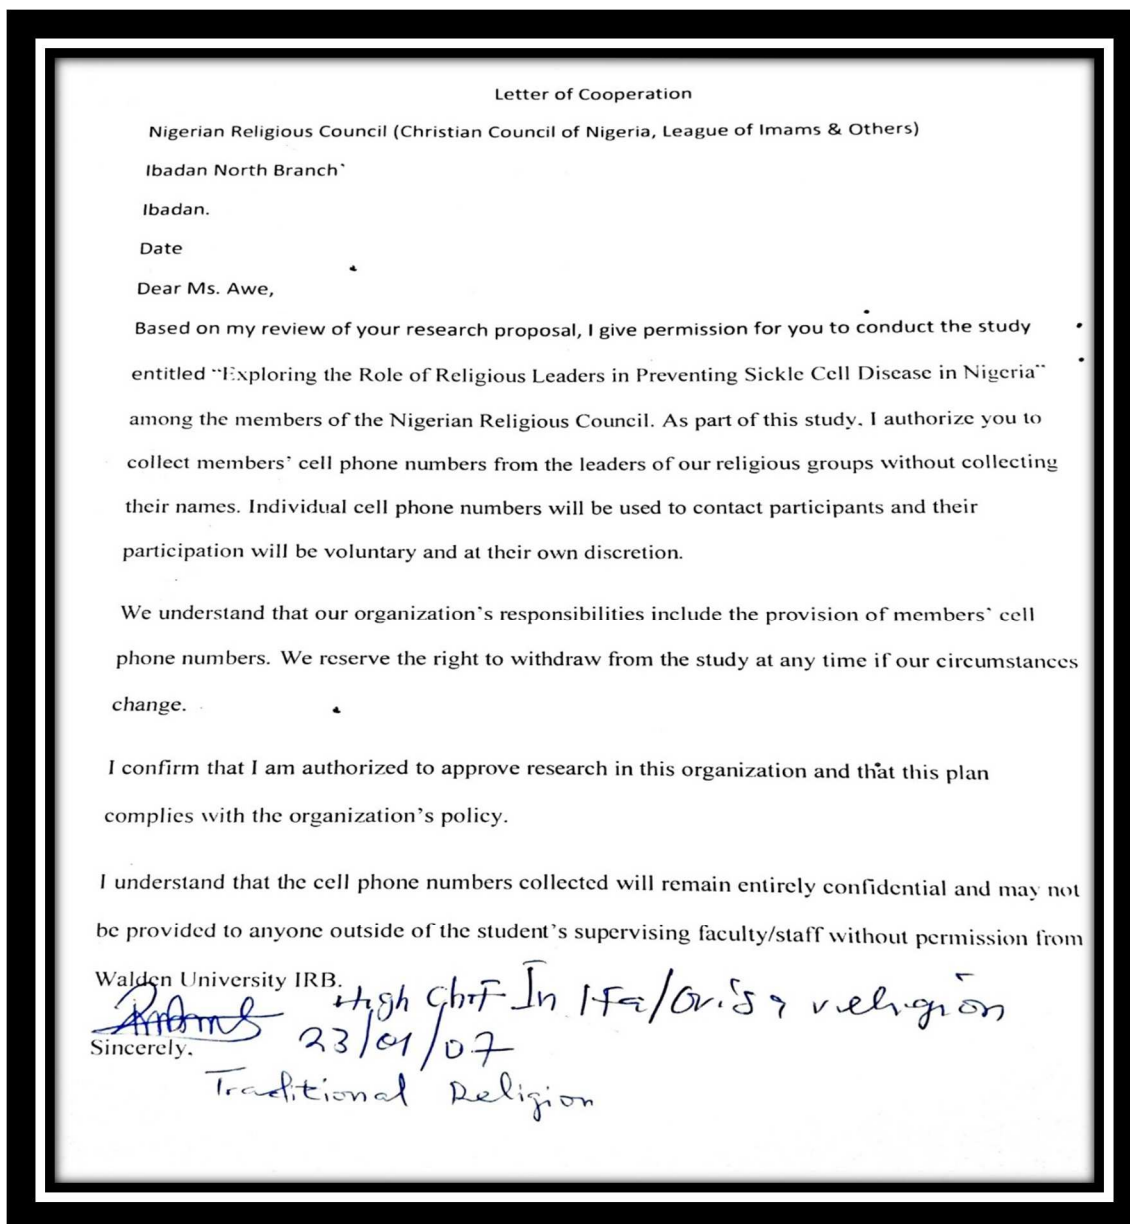 Letter of Cooperation
Nigerian Religious Council (Christian Council of Nigeria, League of Imams & Others)
Ibadan North Branch`
Ibadan.
Date
Dear Ms. Awe,
Based on my review of your research proposal, I give permission for you to conduct the study
entitled “Exploring the Role of Religious Leaders in Preventing Sickle Cell Disease in Nigeria”
among the members of the Nigerian Religious Council. As part of this study, I authorize you to
collect members’ cell phone numbers from the leaders of our religious groups without collecting
their names. Individual cell phone numbers will be used to contact participants and their
participation will be voluntary and at their own discretion.
We understand that our organization’s responsibilities include the provision of members’ cell
phone numbers. We reserve the right to withdraw from the study at any time if our circumstances
change.
I confirm that I am authorized to approve research in this organization and that this plan
complies with the organization’s policy.
I understand that the cell phone numbers collected will remain entirely confidential and may not
be provided to anyone outside of the student’s supervising faculty/staff without permission from
Walden University IRB.
High In Ifa/Orisa religion
Sincerely,
23/01/07
Traditional Religion